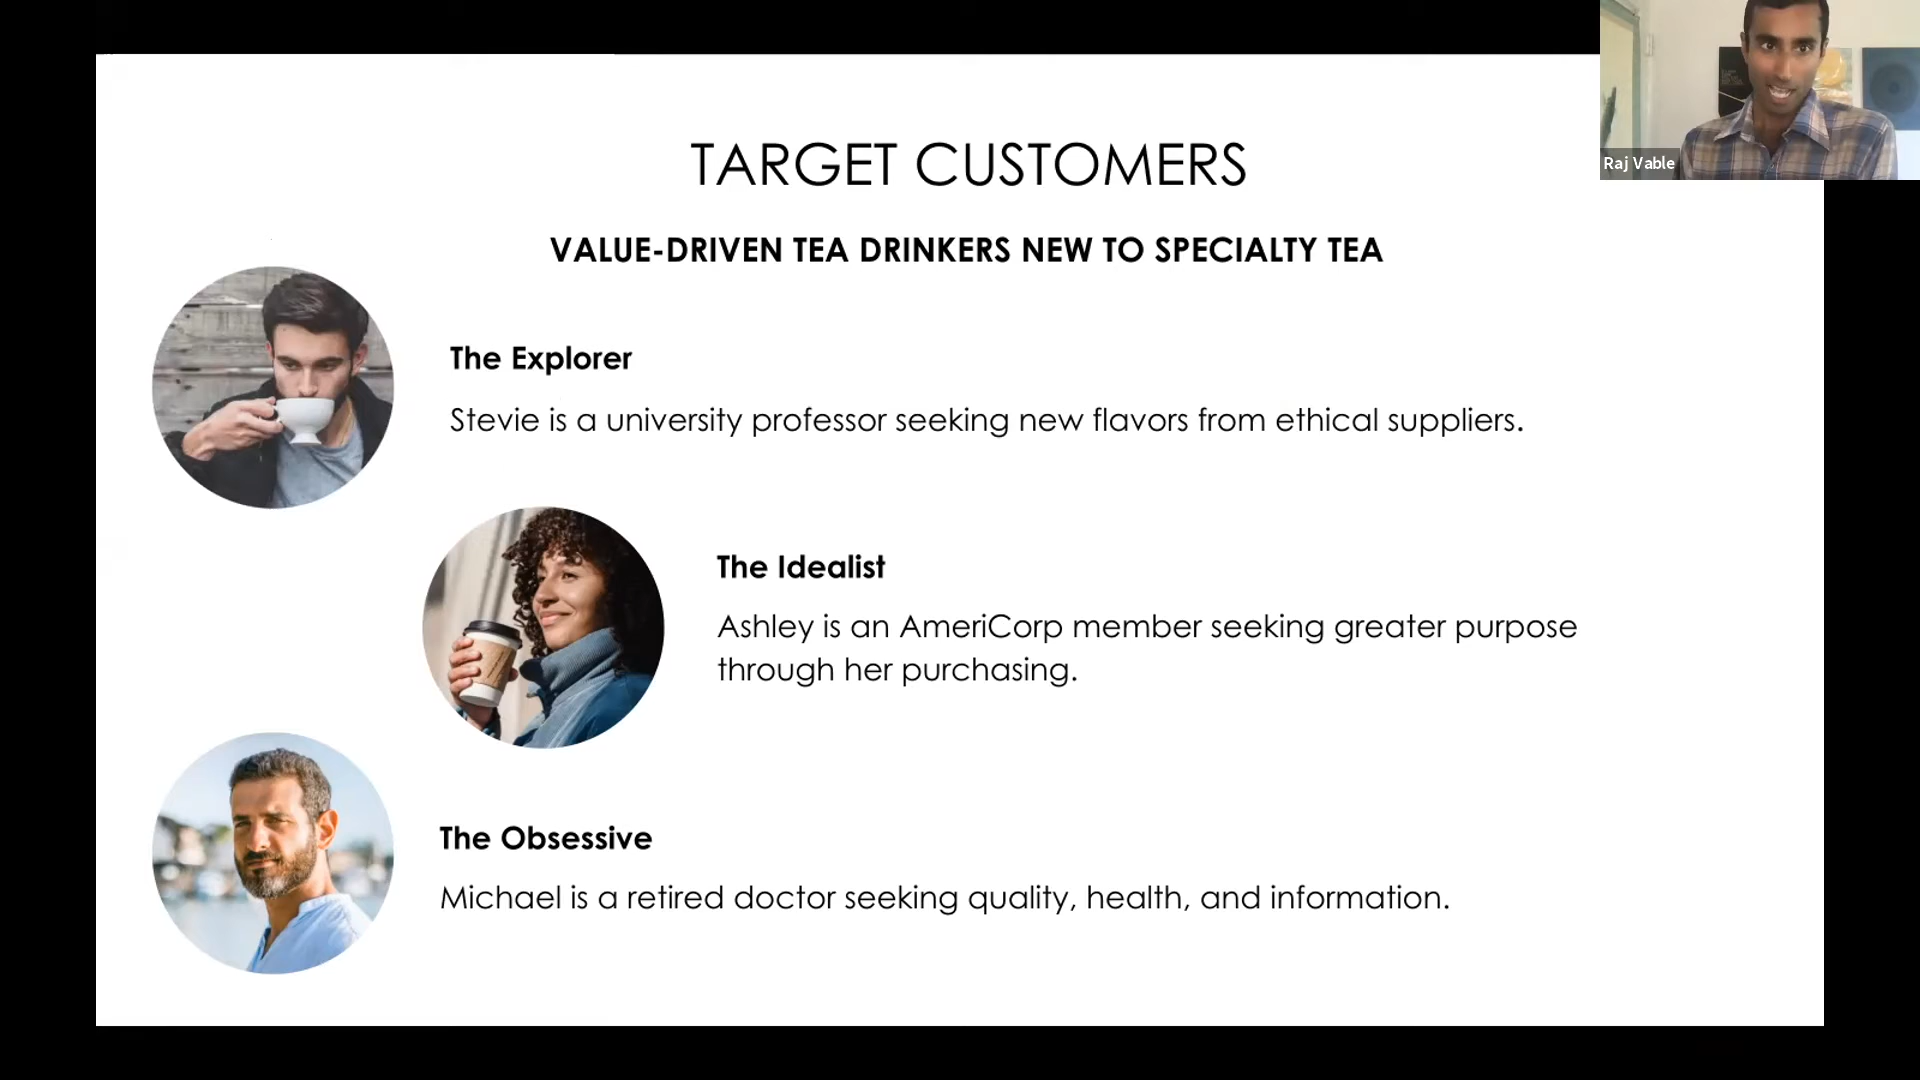 TARGET CUSTOMERS
Raj Vable
VALUE-DRIVEN TEA DRINKERS NEW TO SPECIALTY TEA
The Explorer
Stevie is a university professor seeking new flavors from ethical suppliers.
The Idealist
Ashley is an AmeriCorp member seeking greater purpose
through her purchasing.
The Obsessive
Michael is a retired doctor seeking quality, health, and information.